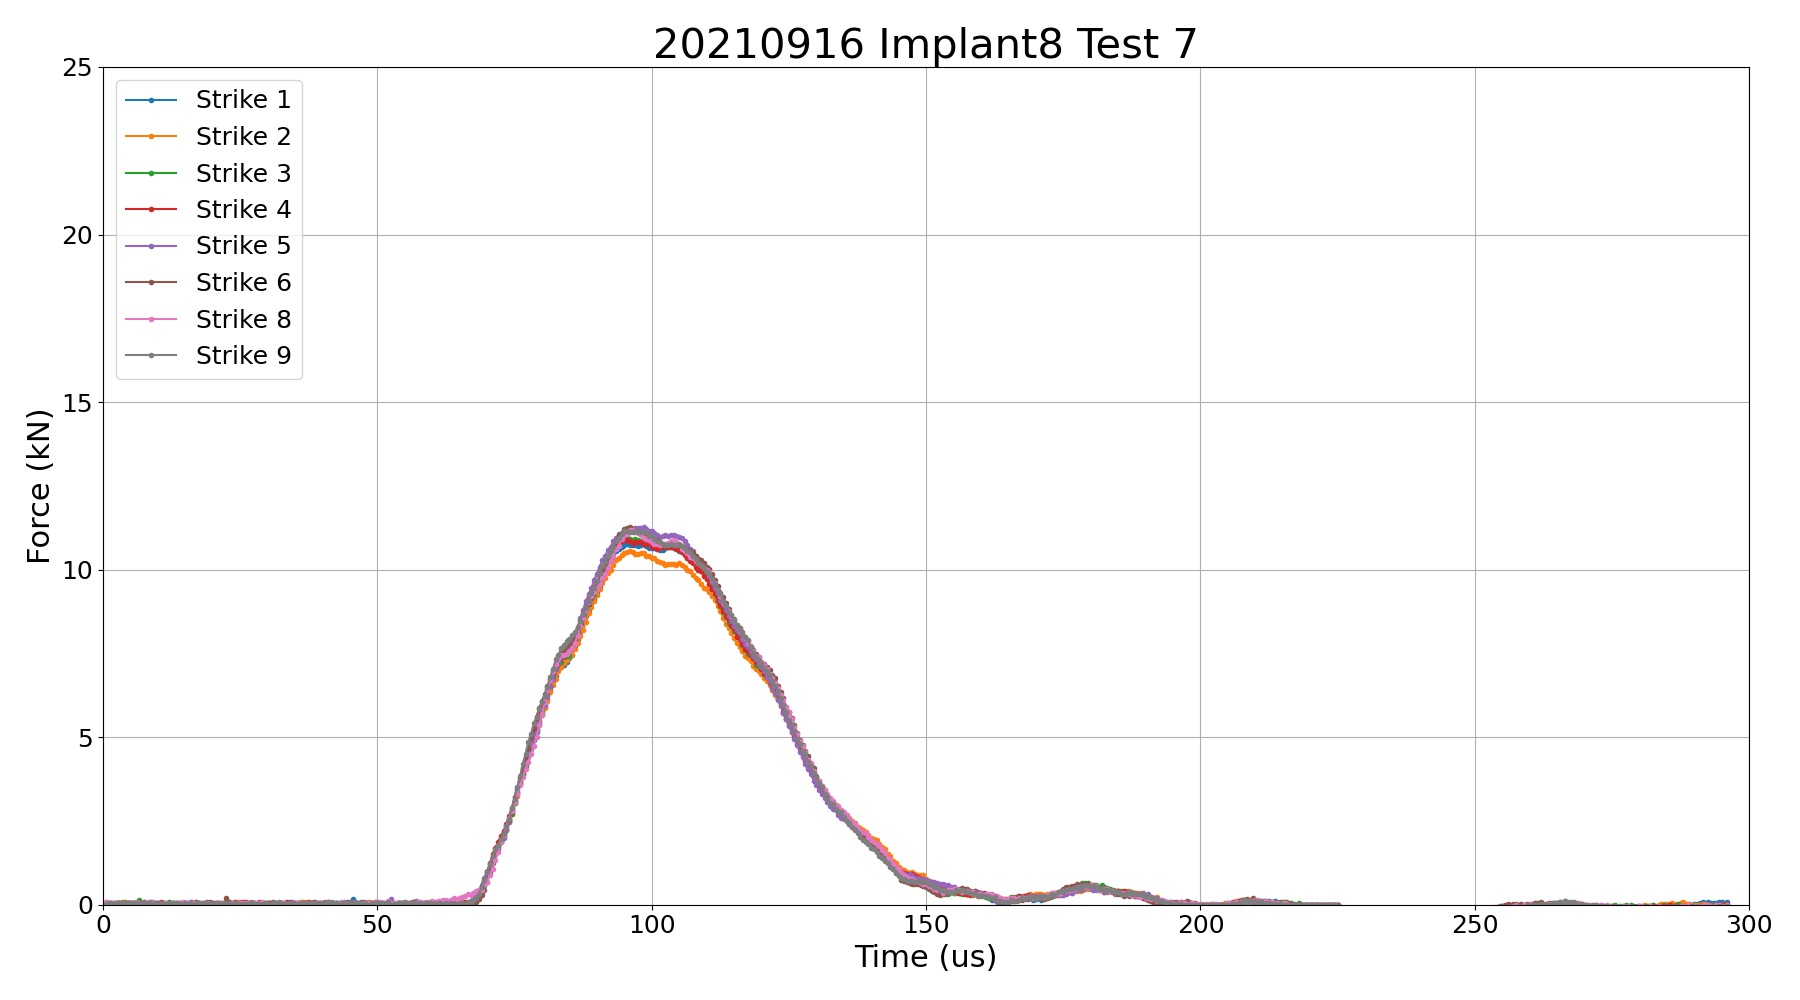 20210916 Implant8 Test 7
25
20
15
10
5
0
Force (kN)
Strike 1
Strike 2
Strike 3
Strike 4
Strike 5
Strike 6
Strike 8
Strike 9
0 50 100 150 200 250 300
Time (us)